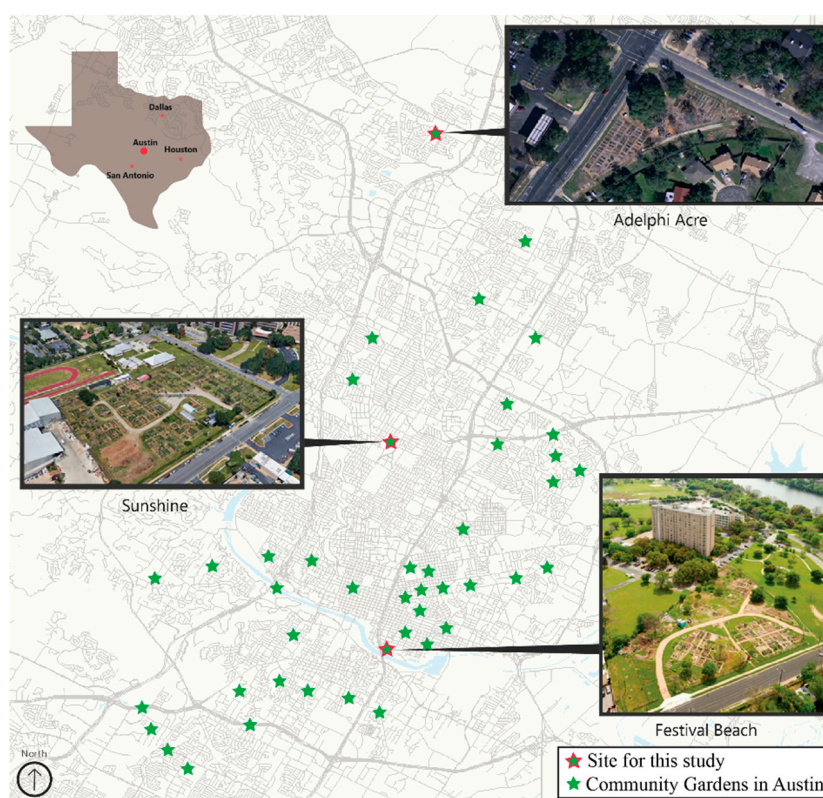 Dallas
Austin
Houston
San Antonio
Adelphi Acre
Sunshine
Festival Beach
North
Site for this study
Community Gardens in Austin